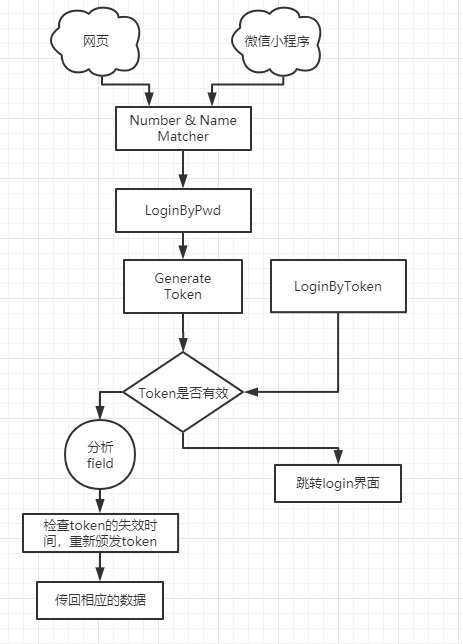 网页
微信小程序
Number & Name
Matcher
LoginByPwd
Generate
Token
LoginByToken
Token是否有效
分析
field
跳转login界面
检查token的失效时
间，重新颁发token
传回相应的数据